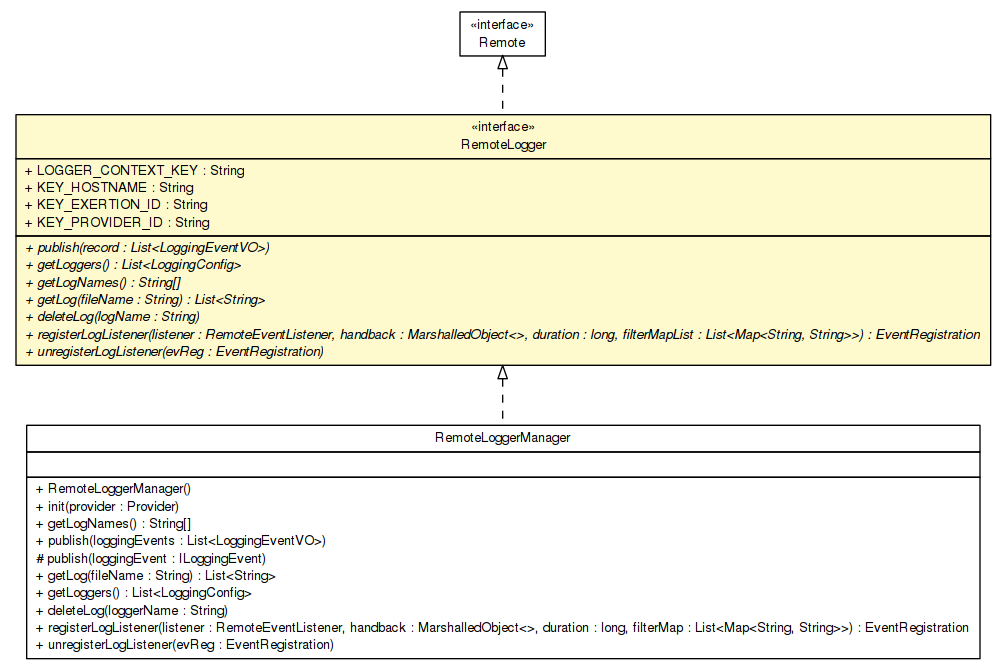 «interface»
Remote
«interface»
RemoteLogger
+ LOGGER_CONTEXT_KEY : String
+ KEY_HOSTNAME : String
+ KEY_EXERTION_ID : String
+ KEY_PROVIDER_ID : String
+ publish(record : List<LoggingEventVO>)
+ getLoggers() : List<LoggingConfig>
+ getLogNames() : String[]
+ getLog(fileName : String) : List<String>
+ deleteLog(logName : String)
+ registerLogListener(listener : RemoteEventListener, handback : MarshalledObject<>, duration : long, filterMapList : List<Map<String, String>>) : EventRegistration
+ unregisterLogListener(evReg : EventRegistration)
RemoteLoggerManager
+ RemoteLoggerManager()
+ init(provider : Provider)
+ getLogNames() : String[]
+ publish(loggingEvents : List<LoggingEventVO>)
# publish(loggingEvent : ILoggingEvent)
+ getLog(fileName : String) : List<String>
+ getLoggers() : List<LoggingConfig>
+ deleteLog(loggerName : String)
+ registerLogListener(listener : RemoteEventListener, handback : MarshalledObject<>, duration : long, filterMap : List<Map<String, String>>) : EventRegistration
+ unregisterLogListener(evReg : EventRegistration)